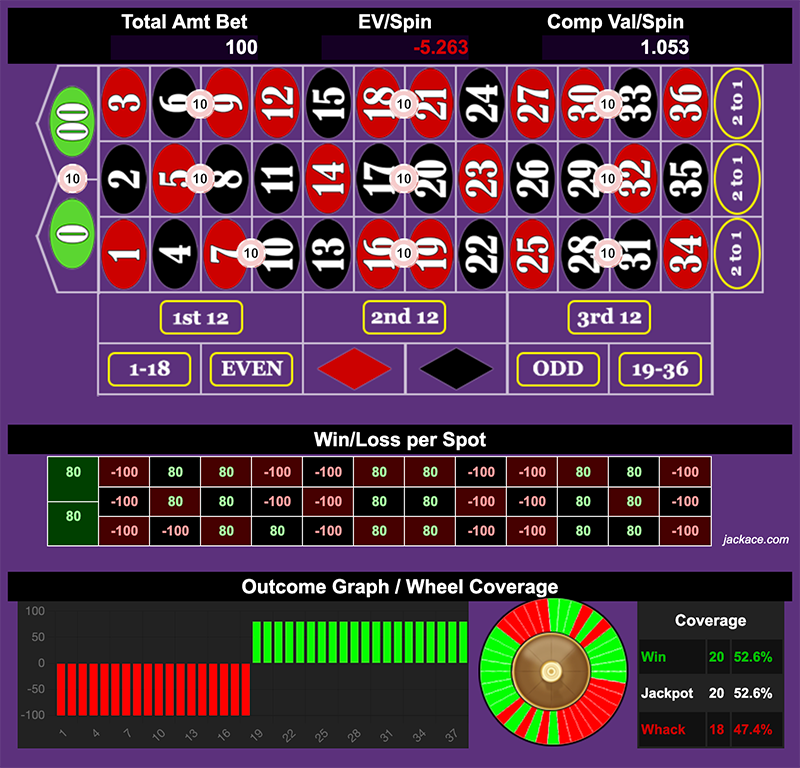 Total Amt Bet EV/Spin Comp Val/Spin
100 -5.263 1.053
00 3 6 10 9 12 15 18 10 21 24 27 30 10 33 36 2 to 1
10 2 5 10 8 11 14 17 10 20 23 26 29 10 32 35 2 to 1
0 1 4 7 10 10 13 16 10 19 22 25 28 10 31 34 2 to 1
1st 12 2nd 12 3rd 12
1-18 EVEN ODD 19-36
Win/Loss per Spot
80 -100 80 80 -100 -100 80 80 -100 -100 80 80 -100
-100 80 80 -100 -100 80 80 -100 -100 80 80 -100
80 -100 -100 80 80 -100 80 80 -100 -100 80 80 -100
jackace.com
Outcome Graph / Wheel Coverage
100
50
0
-50
-100
1 4 7 10 13 16 19 22 25 28 31 34 37
Coverage
Win 20 52.6%
Jackpot 20 52.6%
Whack 18 47.4%